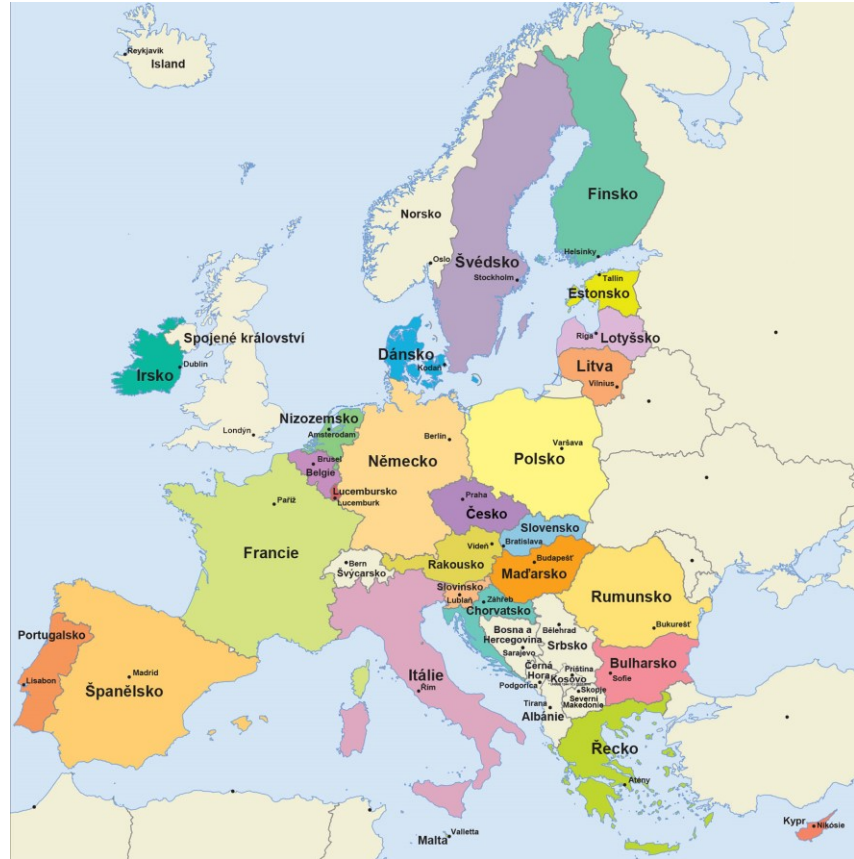 Reykjavík
Island
Norsko
Oslo
Švédsko
Stockholm
Finsko
Helsinky
Tallin
Estonsko
Riga
Lotyšsko
Litva
Vilnius
Spojené království
Dublin
Irsko
Londýn
Dánsko
Kodaň
Nizozemsko
Amsterodam
Brusel
Belgie
Lucembursko
Lucemburk
Německo
Berlín
Polsko
Varšava
Praha
Česko
Paříž
Francie
Slovensko
Bratislava
Vídeň
Rakousko
Bern
Švýcarsko
Budapešť
Maďarsko
Slovinsko
Lublaň
Záhřeb
Chorvatsko
Rumunsko
Bukurešť
Bosna a
Hercegovina
Sarajevo
Bělehrad
Srbsko
Černá
Hora
Podgorica
Priština
Kosovo
Skopje
Severní
Makedonie
Tirana
Albánie
Bulharsko
Sofie
Portugalsko
Lisabon
Madrid
Španělsko
Itálie
Řím
Řecko
Atény
Malta
Valletta
Kypr
Nikósie